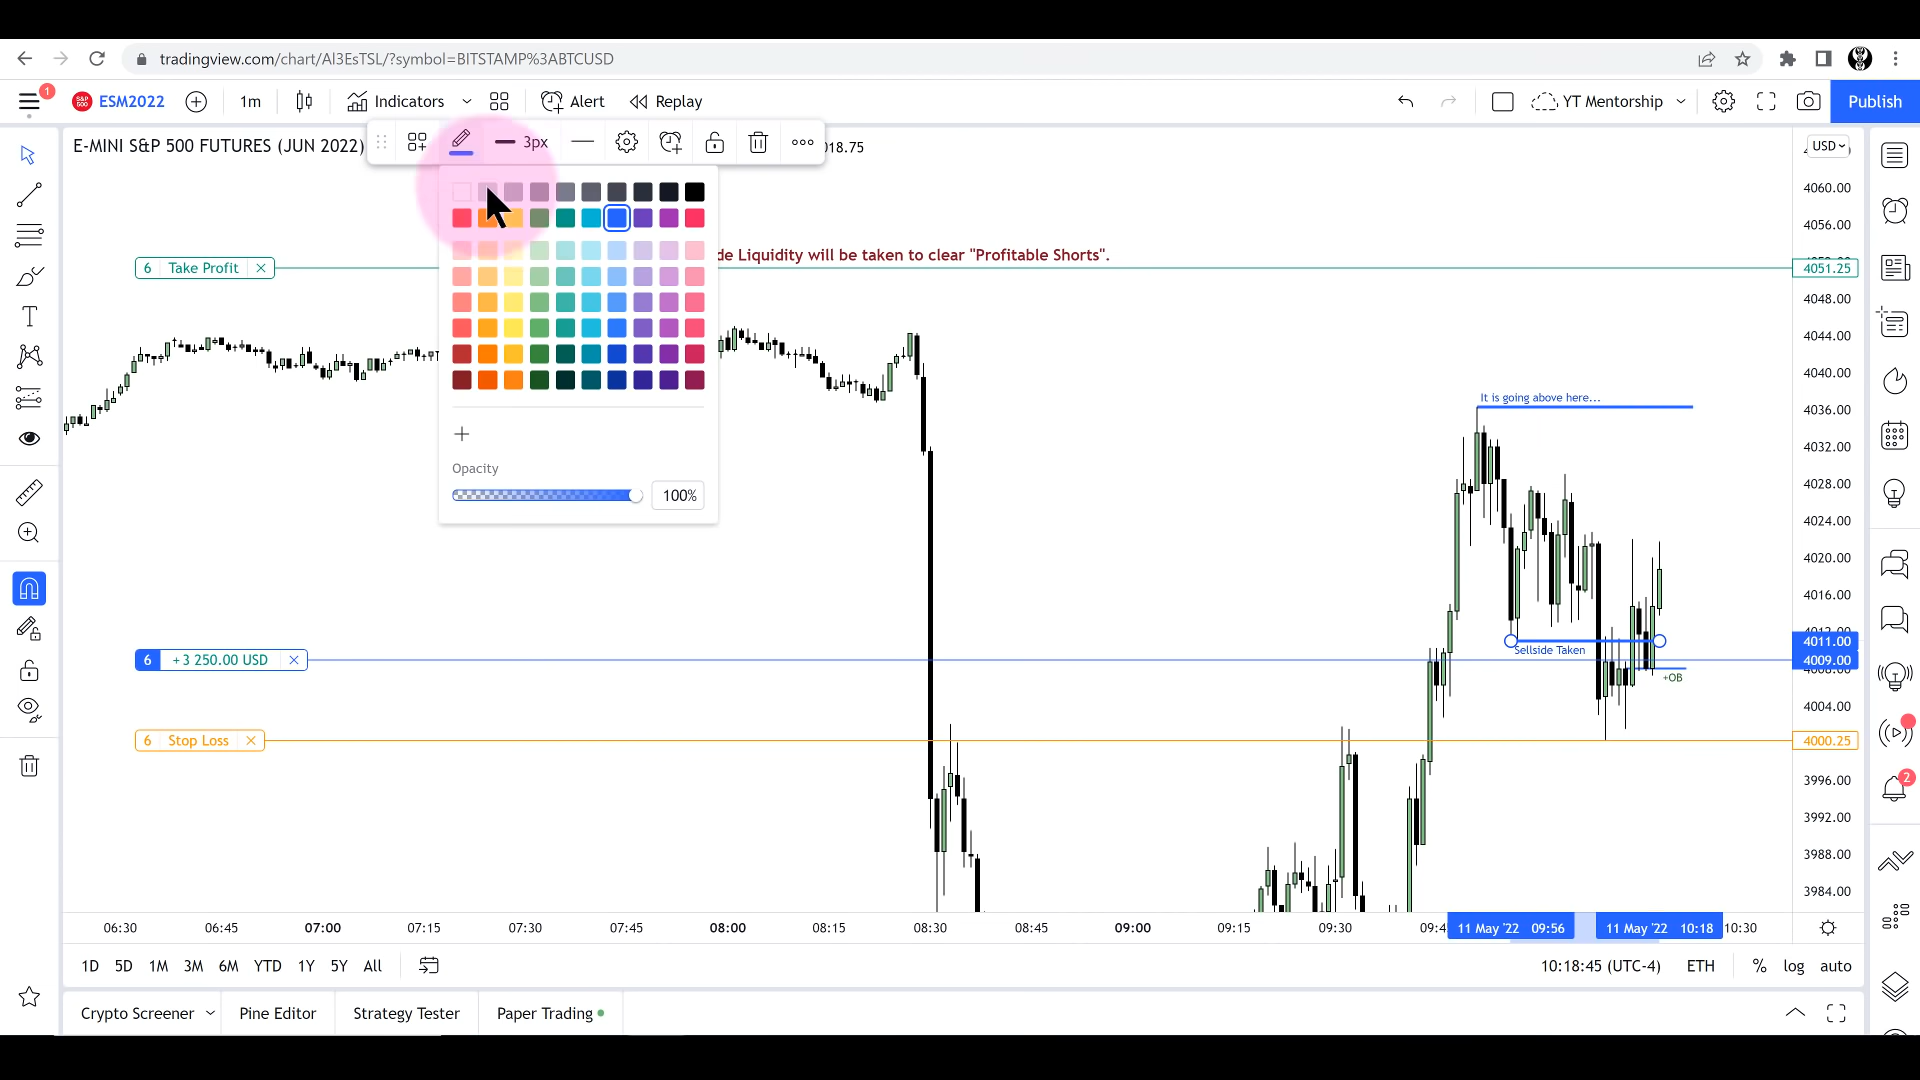 tradingview.com/chart/Al3EsTSL/?symbol=BITSTAMP%3ABTCUSD
1
S&P 500
ESM2022
1m
Indicators
Alert
Replay
YT Mentorship
Publish
E-MINI S&P 500 FUTURES (JUN 2022)
3px
018.75
USD
4060.00
4056.00
de Liquidity will be taken to clear "Profitable Shorts".
6 Take Profit
4051.25
4048.00
4044.00
4040.00
It is going above here...
4036.00
4032.00
Opacity
100%
4028.00
4024.00
4020.00
4016.00
4011.00
Sellside Taken
6 +3 250.00 USD
4009.00
+OB
4004.00
6 Stop Loss
4000.25
2
3996.00
3992.00
3988.00
3984.00
06:30 06:45 07:00 07:15 07:30 07:45 08:00 08:15 08:30 08:45 09:00 09:15 09:30 09:4 11 May '22 09:56 11 May '22 10:18 10:30
1D 5D 1M 3M 6M YTD 1Y 5Y All
10:18:45 (UTC-4) ETH % log auto
Crypto Screener Pine Editor Strategy Tester Paper Trading